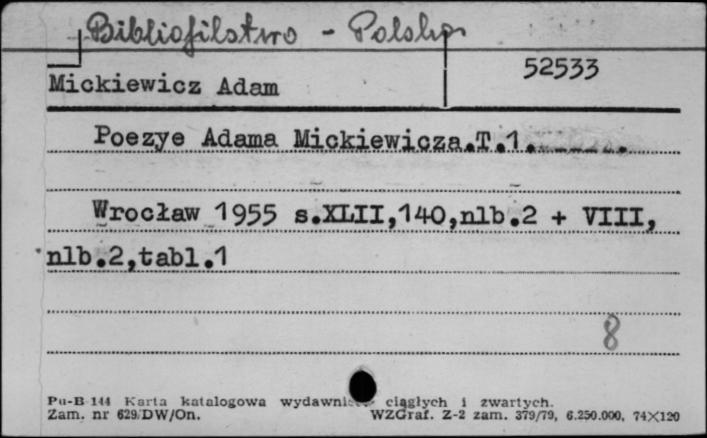 Bibliofilstwo - Polska
52533
Mickiewicz Adam
Poezye Adama Mickiewicza.T.1.
Wrocław 1955 s.XLII,140,nlb.2 + VIII,
nlb.2,tabl.1
8
Pu-B-144 Karta katalogowa ciągłych i zwartych.
Zam. nr 629/DW/On. WZGraf. Z-2 zam. 379/79, 6.250.000, 74×120